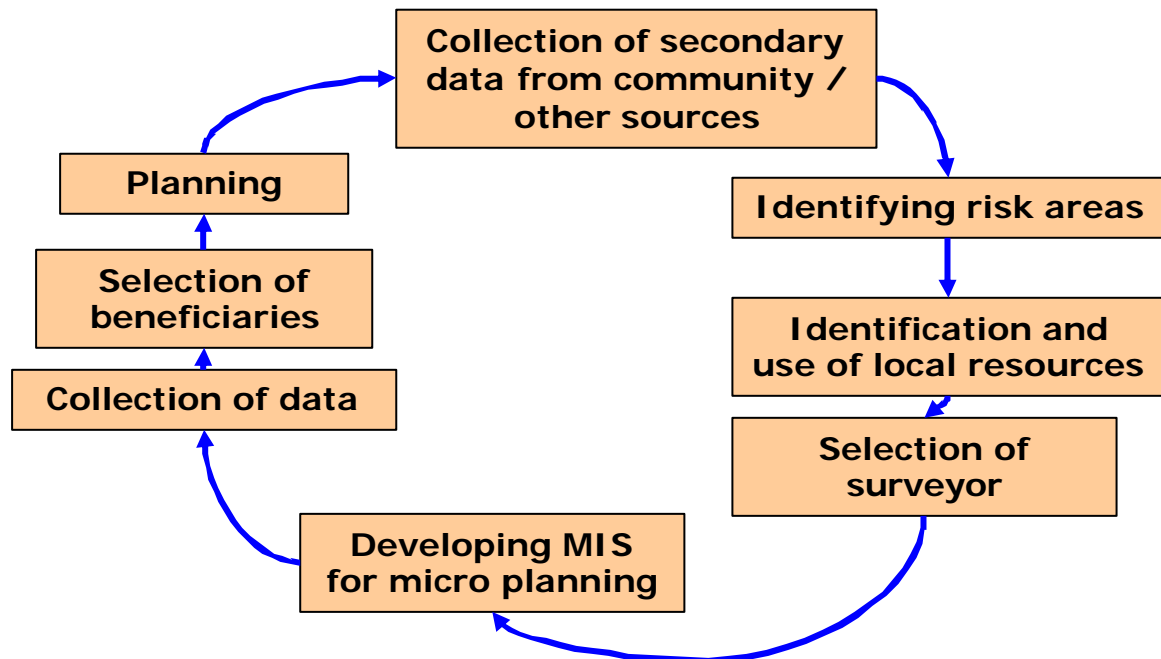 Collection of secondary
data from community /
other sources
Identifying risk areas
Identification and
use of local resources
Selection of
surveyor
Developing MIS
for micro planning
Collection of data
Selection of
beneficiaries
Planning